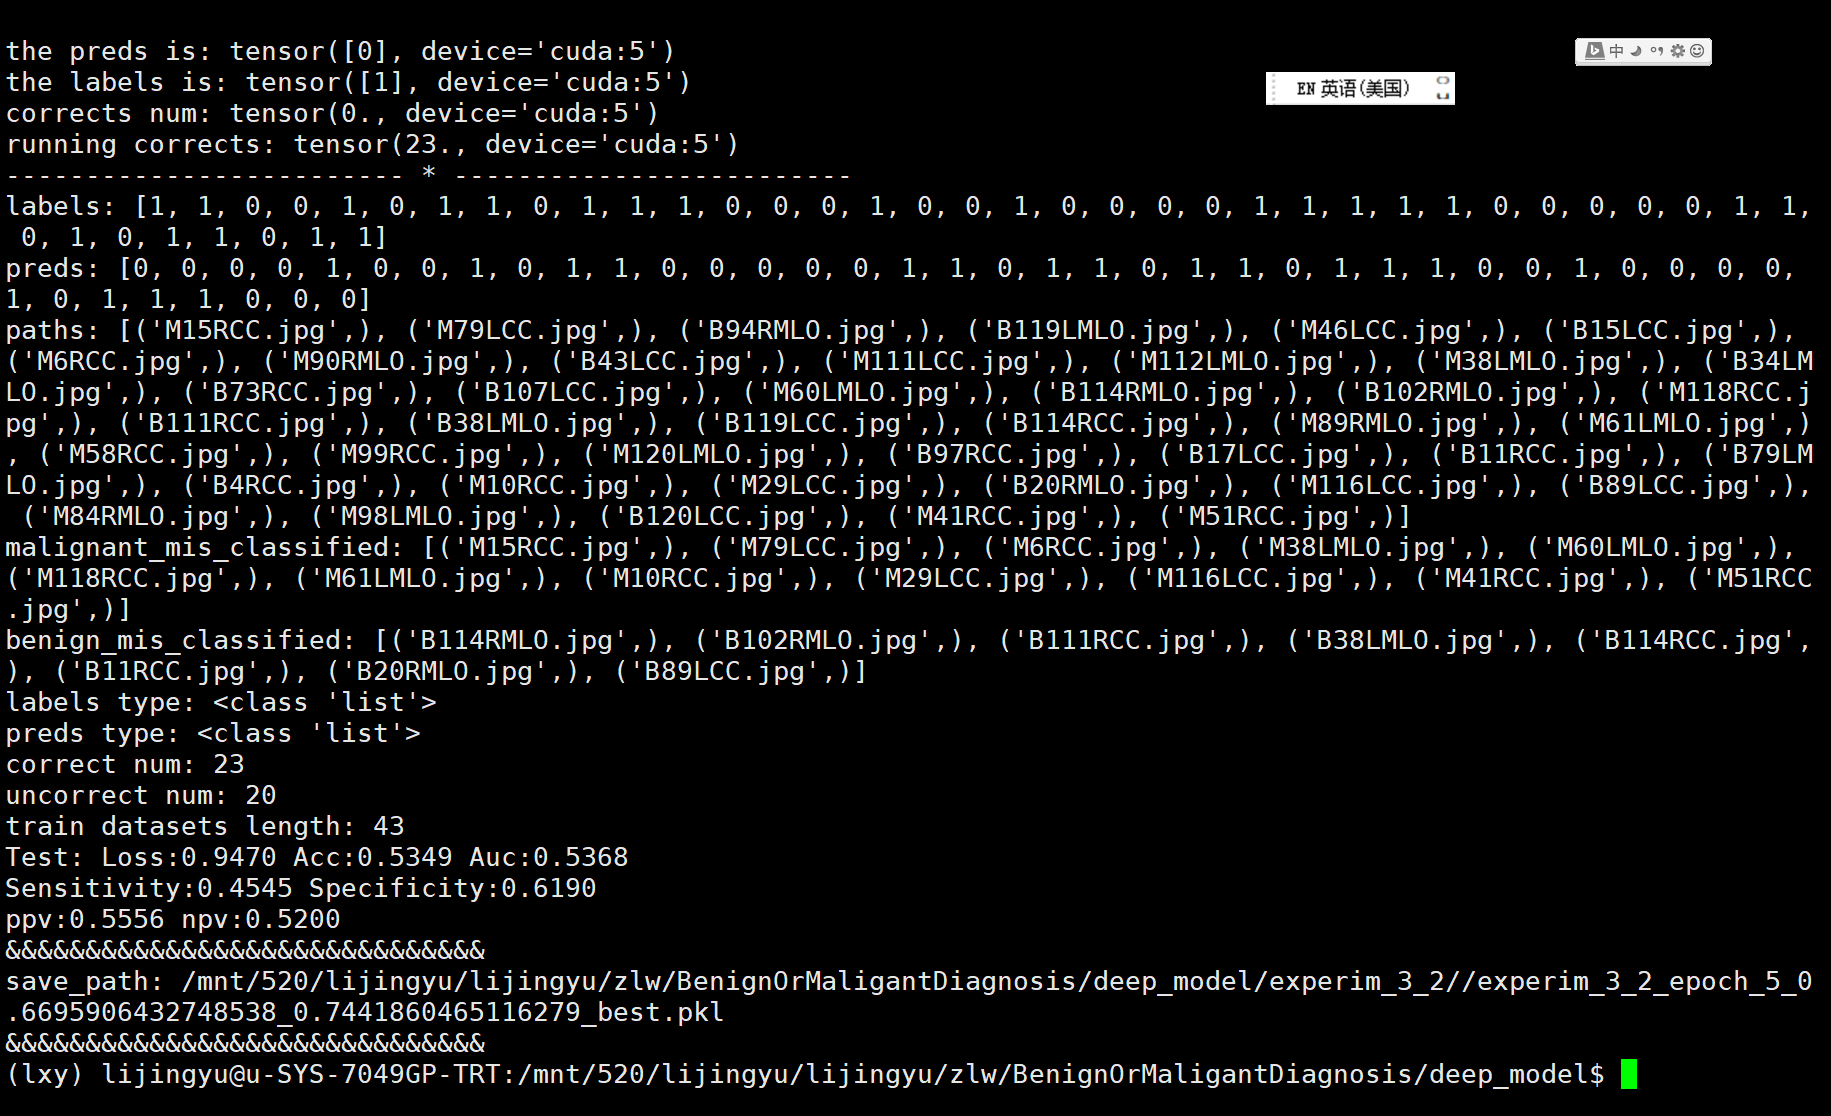 the preds is: tensor([0], device='cuda:5')
the labels is: tensor([1], device='cuda:5')
corrects num: tensor(0., device='cuda:5')
running corrects: tensor(23., device='cuda:5')
------------------------- * -------------------------
labels: [1, 1, 0, 0, 1, 0, 1, 1, 0, 1, 1, 1, 0, 0, 0, 1, 0, 0, 1, 0, 0, 0, 0, 1, 1, 1, 1, 1, 0, 0, 0, 0, 0, 1, 1,
 0, 1, 0, 1, 1, 0, 1, 1]
preds: [0, 0, 0, 0, 1, 0, 0, 1, 0, 1, 1, 0, 0, 0, 0, 0, 1, 1, 0, 1, 1, 0, 1, 1, 0, 1, 1, 1, 0, 0, 1, 0, 0, 0, 0,
1, 0, 1, 1, 1, 0, 0, 0]
paths: [('M15RCC.jpg',), ('M79LCC.jpg',), ('B94RMLO.jpg',), ('B119LMLO.jpg',), ('M46LCC.jpg',), ('B15LCC.jpg',),
('M6RCC.jpg',), ('M90RMLO.jpg',), ('B43LCC.jpg',), ('M111LCC.jpg',), ('M112LMLO.jpg',), ('M38LMLO.jpg',), ('B34LM
LO.jpg',), ('B73RCC.jpg',), ('B107LCC.jpg',), ('M60LMLO.jpg',), ('B114RMLO.jpg',), ('B102RMLO.jpg',), ('M118RCC.j
pg',), ('B111RCC.jpg',), ('B38LMLO.jpg',), ('B119LCC.jpg',), ('B114RCC.jpg',), ('M89RMLO.jpg',), ('M61LMLO.jpg',)
, ('M58RCC.jpg',), ('M99RCC.jpg',), ('M120LMLO.jpg',), ('B97RCC.jpg',), ('B17LCC.jpg',), ('B11RCC.jpg',), ('B79LM
LO.jpg',), ('B4RCC.jpg',), ('M10RCC.jpg',), ('M29LCC.jpg',), ('B20RMLO.jpg',), ('M116LCC.jpg',), ('B89LCC.jpg',),
 ('M84RMLO.jpg',), ('M98LMLO.jpg',), ('B120LCC.jpg',), ('M41RCC.jpg',), ('M51RCC.jpg',)]
malignant_mis_classified: [('M15RCC.jpg',), ('M79LCC.jpg',), ('M6RCC.jpg',), ('M38LMLO.jpg',), ('M60LMLO.jpg',),
('M118RCC.jpg',), ('M61LMLO.jpg',), ('M10RCC.jpg',), ('M29LCC.jpg',), ('M116LCC.jpg',), ('M41RCC.jpg',), ('M51RCC
.jpg',)]
benign_mis_classified: [('B114RMLO.jpg',), ('B102RMLO.jpg',), ('B111RCC.jpg',), ('B38LMLO.jpg',), ('B114RCC.jpg',
), ('B11RCC.jpg',), ('B20RMLO.jpg',), ('B89LCC.jpg',)]
labels type: <class 'list'>
preds type: <class 'list'>
correct num: 23
uncorrect num: 20
train datasets length: 43
Test: Loss:0.9470 Acc:0.5349 Auc:0.5368
Sensitivity:0.4545 Specificity:0.6190
ppv:0.5556 npv:0.5200
&&&&&&&&&&&&&&&&&&&&&&&&&&&&&&
save_path: /mnt/520/lijingyu/lijingyu/zlw/BenignOrMaligantDiagnosis/deep_model/experim_3_2//experim_3_2_epoch_5_0
.6695906432748538_0.7441860465116279_best.pkl
&&&&&&&&&&&&&&&&&&&&&&&&&&&&&&
(lxy) lijingyu@u-SYS-7049GP-TRT:/mnt/520/lijingyu/lijingyu/zlw/BenignOrMaligantDiagnosis/deep_model$
中
EN 英语(美国)